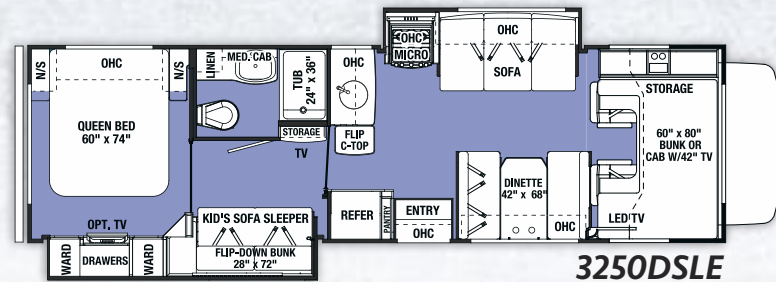 N/S
OHC
N/S
QUEEN BED
60" x 74"
OPT. TV
WARD
DRAWERS
WARD
LINEN
MED. CAB
TUB
24" x 36"
STORAGE
TV
KID'S SOFA SLEEPER
FLIP-DOWN BUNK
28" x 72"
OHC
FLIP
C-TOP
REFER
PANTRY
ENTRY
OHC
OHC
MICRO
OHC
SOFA
DINETTE
42" x 68"
OHC
STORAGE
60" x 80"
BUNK OR
CAB W/42" TV
LED TV
3250DSLE